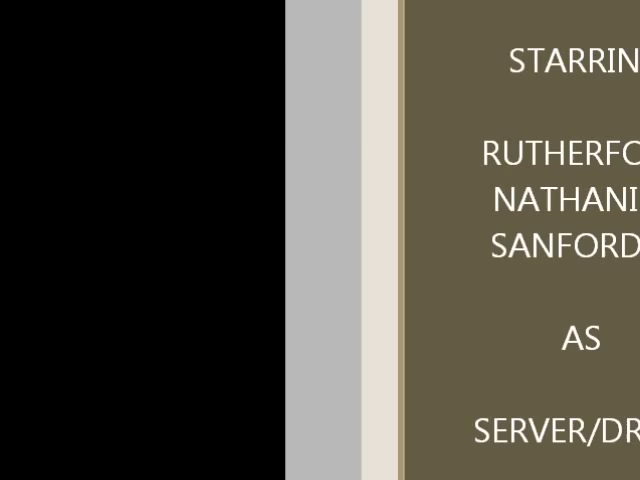 STARRIN
RUTHERFO
NATHANI
SANFORD
AS
SERVER/DR